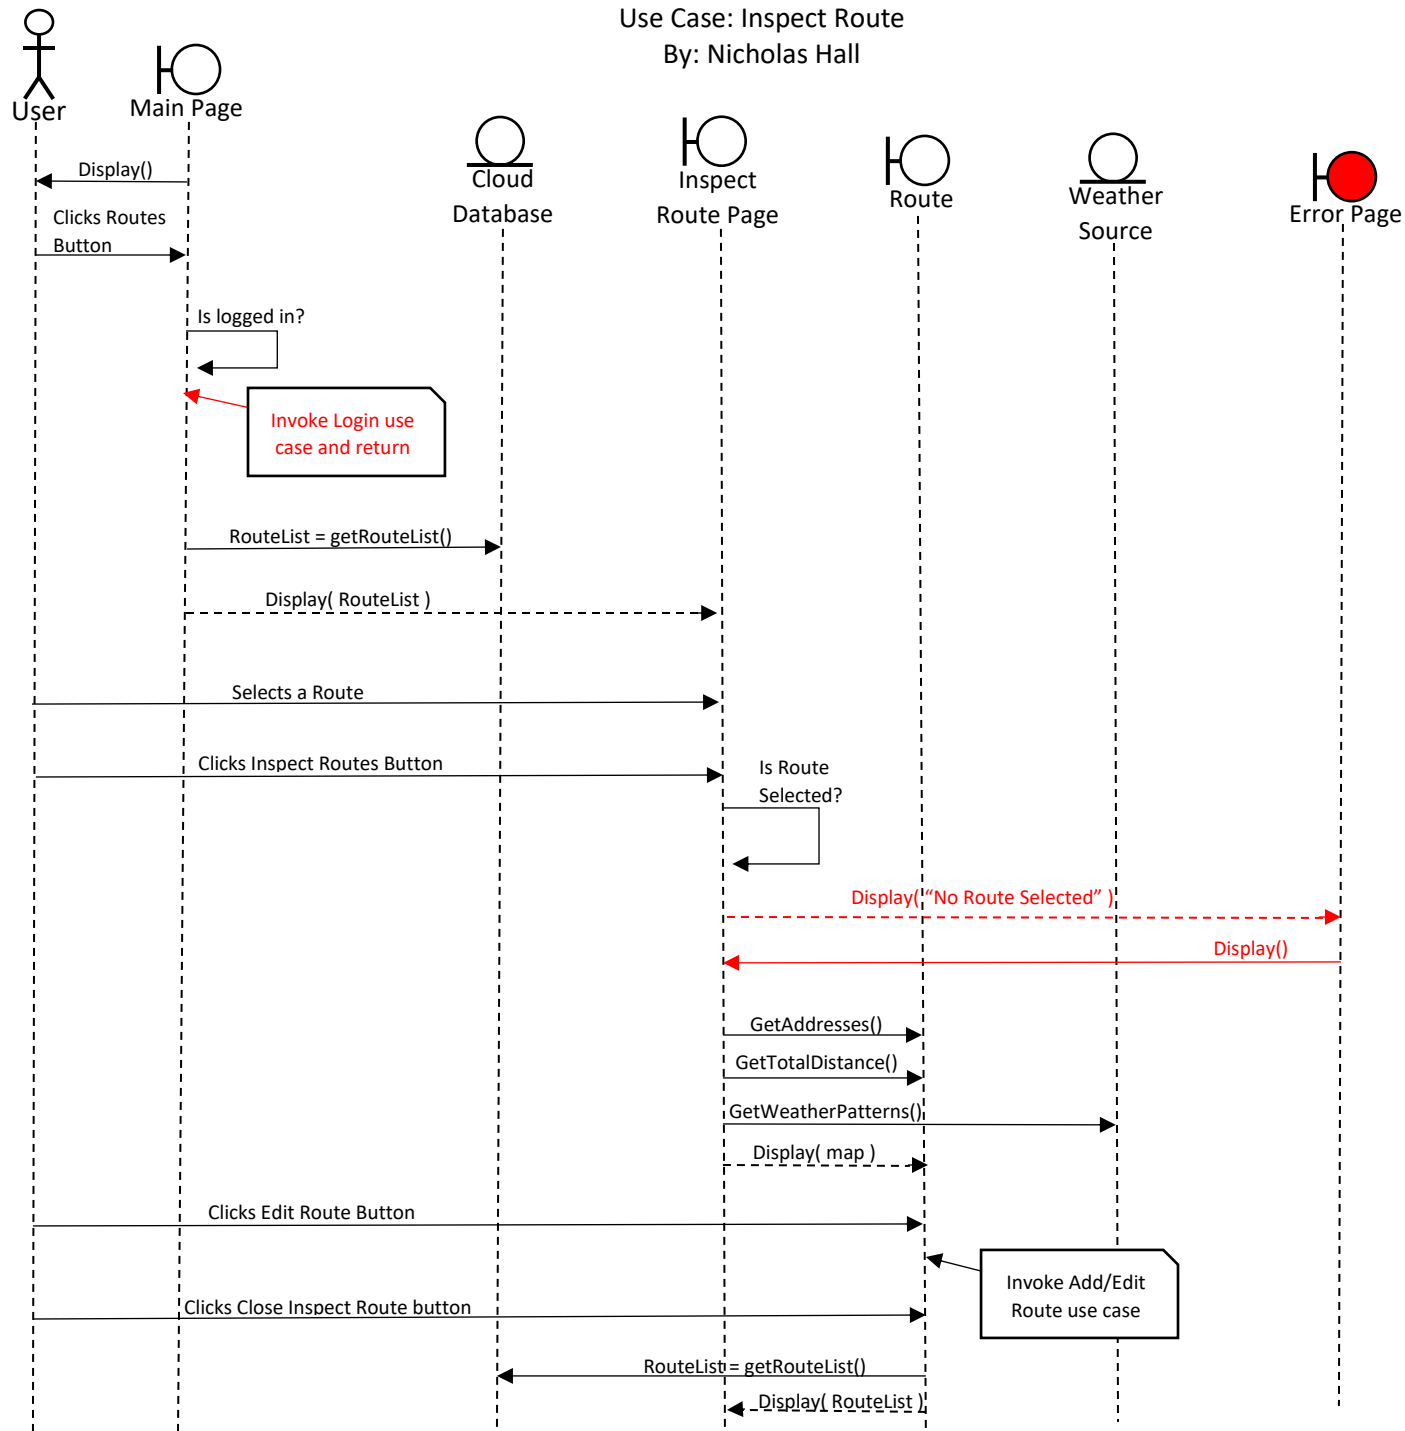 Use Case: Inspect Route
By: Nicholas Hall
User
Main Page
Cloud
Database
Inspect
Route Page
Route
Weather
Source
Error Page
Display()
Clicks Routes
Button
Is logged in?
Invoke Login use
case and return
RouteList = getRouteList()
Display( RouteList )
Selects a Route
Clicks Inspect Routes Button
Is Route
Selected?
Display( “No Route Selected” )
Display()
GetAddresses()
GetTotalDistance()
GetWeatherPatterns()
Display( map )
Clicks Edit Route Button
Invoke Add/Edit
Route use case
Clicks Close Inspect Route button
RouteList = getRouteList()
Display( RouteList )